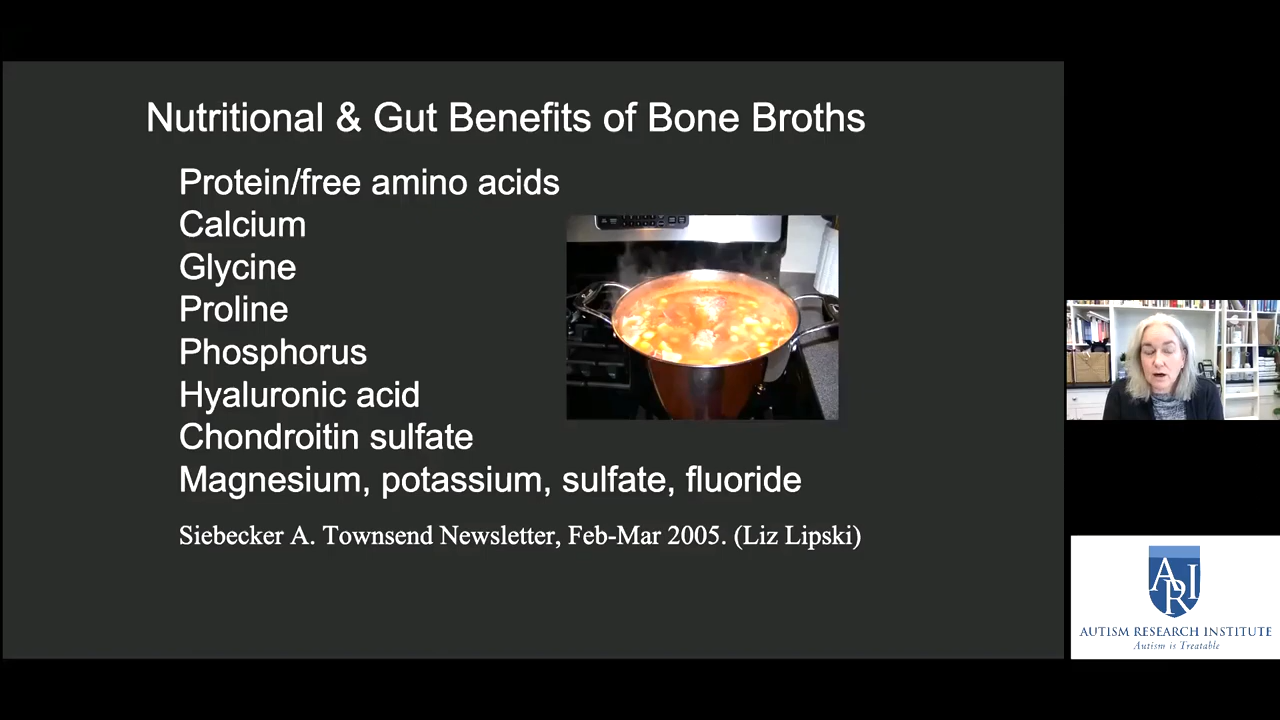 Nutritional & Gut Benefits of Bone Broths
Protein/free amino acids
Calcium
Glycine
Proline
Phosphorus
Hyaluronic acid
Chondroitin sulfate
Magnesium, potassium, sulfate, fluoride
Siebecker A. Townsend Newsletter, Feb-Mar 2005. (Liz Lipski)
ARI
AUTISM RESEARCH INSTITUTE
Autism is Treatable